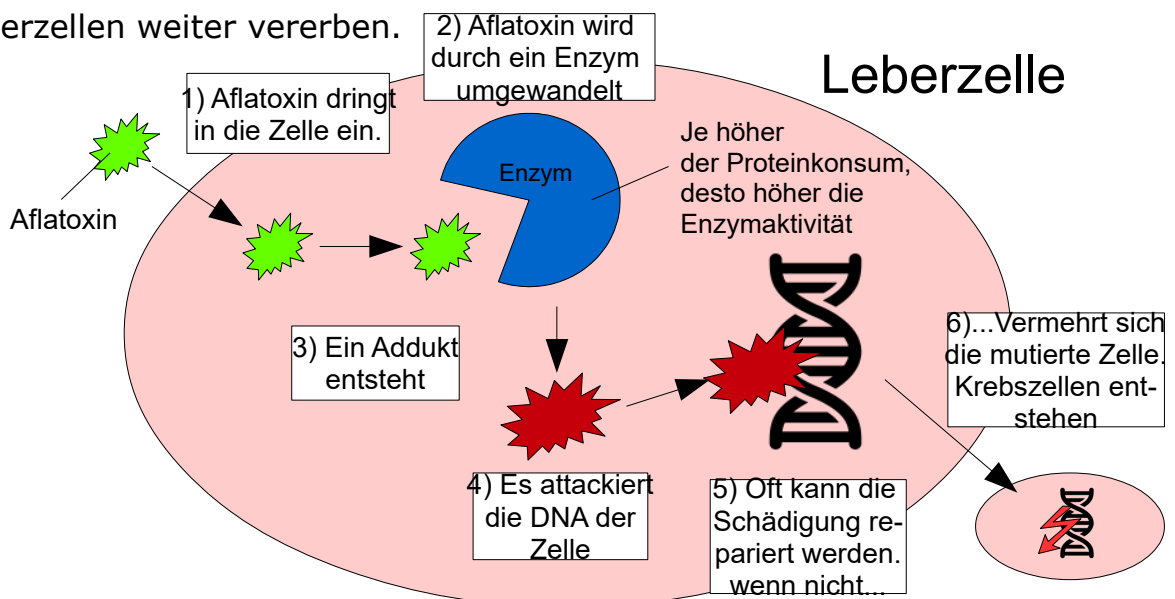 erzellen weiter vererben.
2) Aflatoxin wird
durch ein Enzym
umgewandelt
Leberzelle
1) Aflatoxin dringt
in die Zelle ein.
Enzym
Je höher
der Proteinkonsum,
desto höher die
Enzymaktivität
Aflatoxin
3) Ein Addukt
entsteht
6)...Vermehrt sich
die mutierte Zelle.
Krebszellen ent-
stehen
4) Es attackiert
die DNA der
Zelle
5) Oft kann die
Schädigung re-
pariert werden.
wenn nicht...